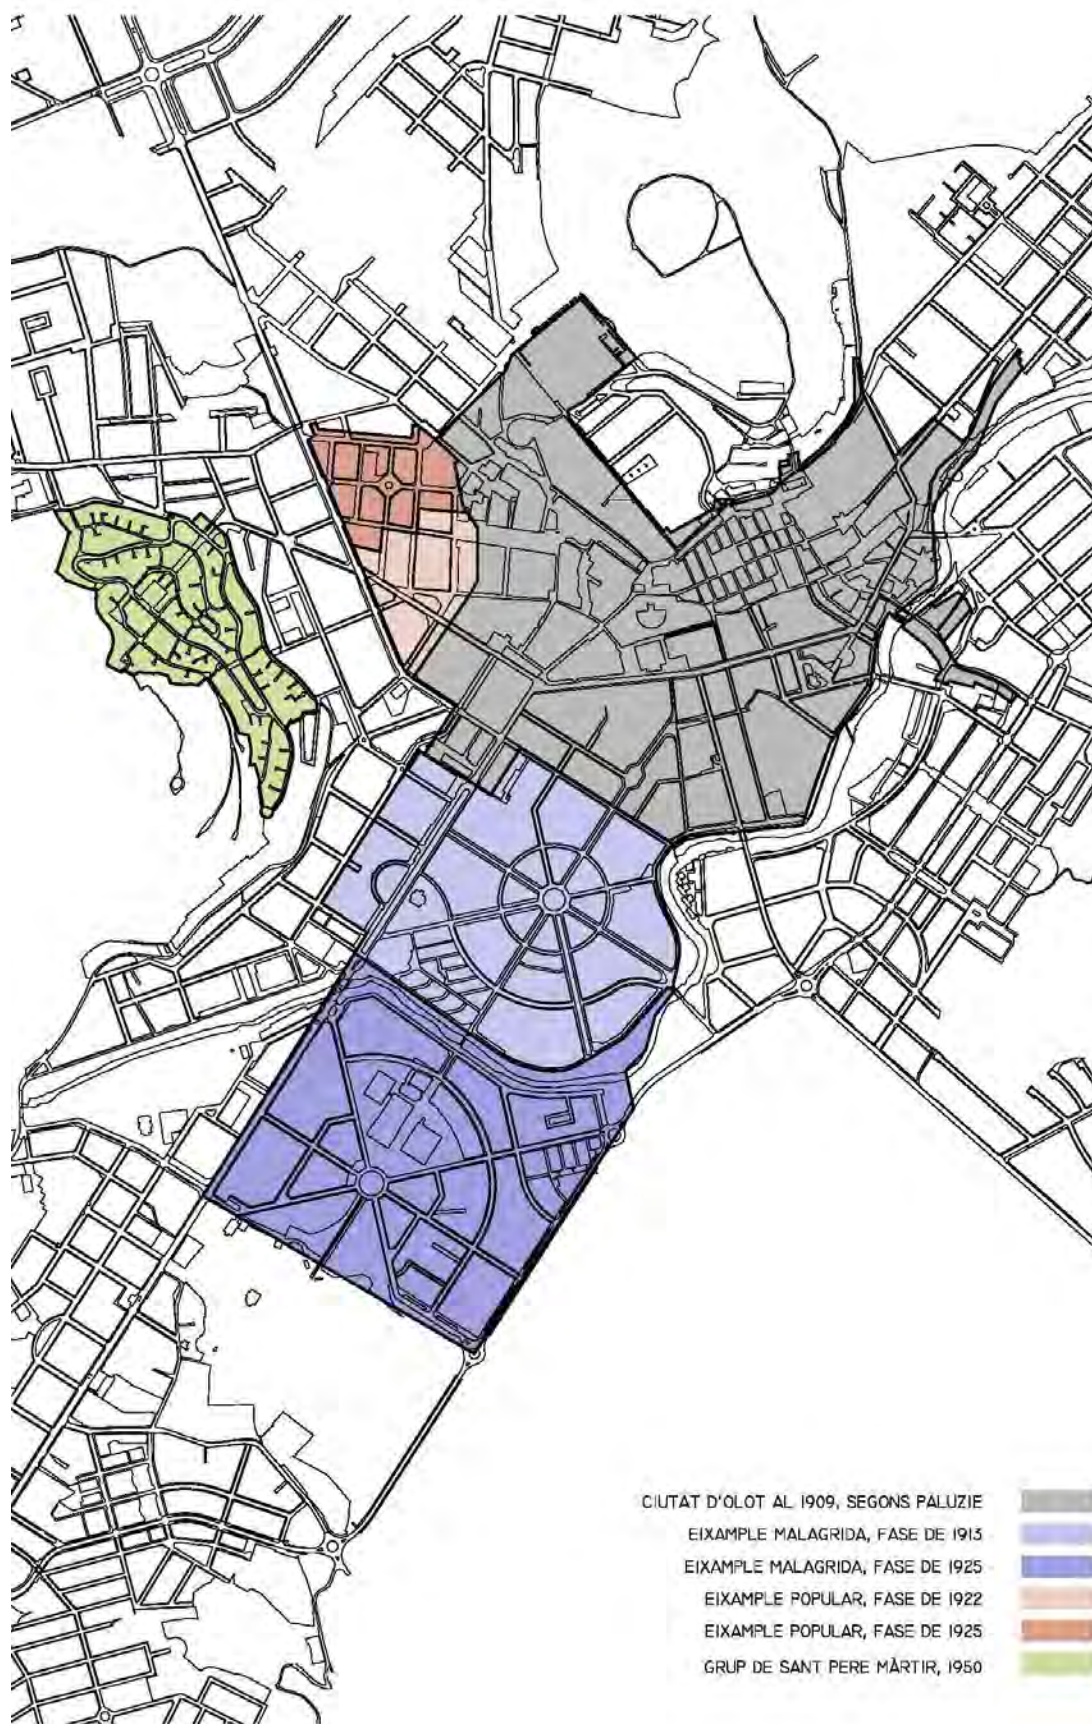 CIUTAT D'OLOT AL 1909, SEGONS PALUZIE
EIXAMPLE MALAGRIDA, FASE DE 1913
EIXAMPLE MALAGRIDA, FASE DE 1925
EIXAMPLE POPULAR, FASE DE 1922
EIXAMPLE POPULAR, FASE DE 1925
GRUP DE SANT PERE MÀRTIR, 1950